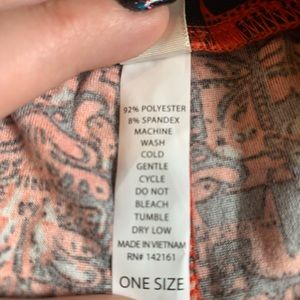 92% POLYESTER
8% SPANDEX
MACHINE
WASH
COLD
GENTLE
CYCLE
DO NOT
BLEACH
TUMBLE
DRY LOW
MADE IN VIETNAM
RN# 142161
ONE SIZE